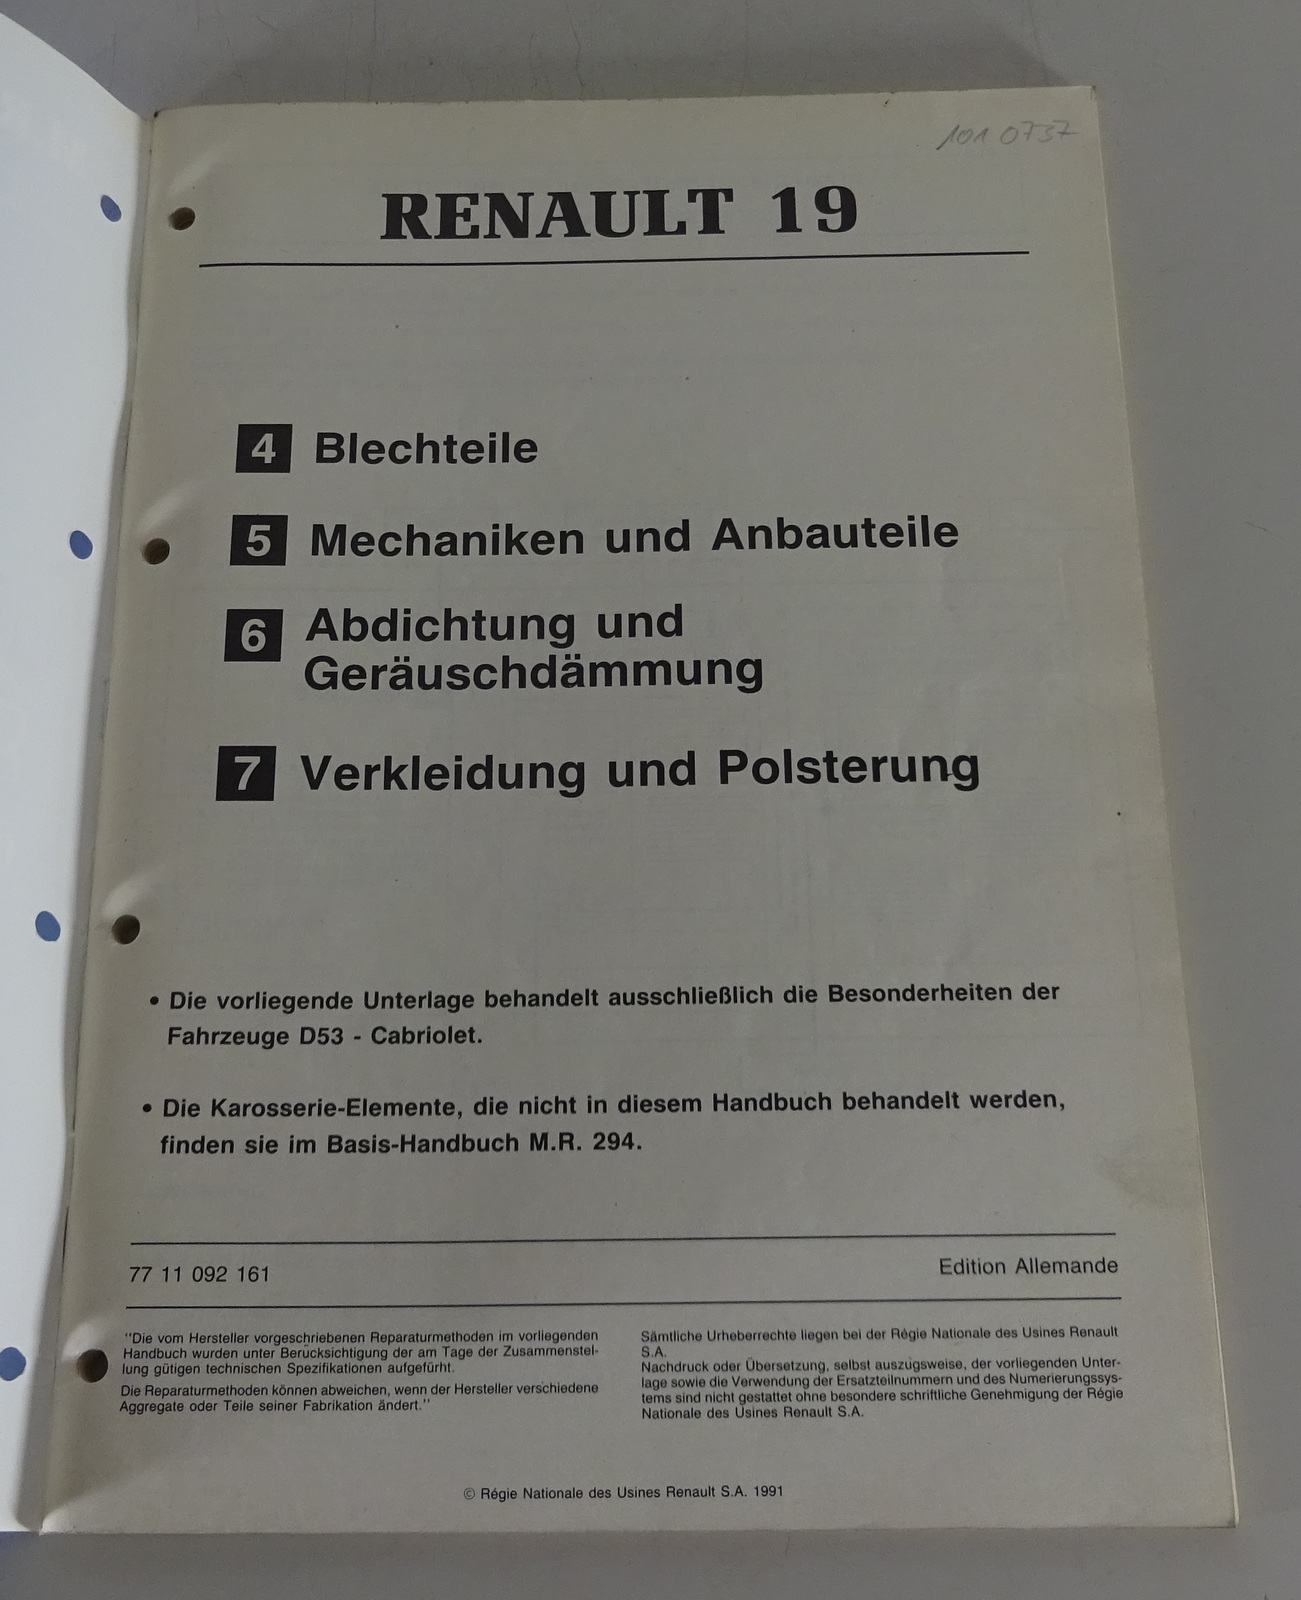 101 0737
RENAULT 19
4 Blechteile
5 Mechaniken und Anbauteile
6 Abdichtung und
Geräuschdämmung
7 Verkleidung und Polsterung
• Die vorliegende Unterlage behandelt ausschließlich die Besonderheiten der
Fahrzeuge D53 - Cabriolet.
• Die Karosserie-Elemente, die nicht in diesem Handbuch behandelt werden,
finden sie im Basis-Handbuch M.R. 294.
77 11 092 161
Edition Allemande
"Die vom Hersteller vorgeschriebenen Reparaturmethoden im vorliegenden
Handbuch wurden unter Berücksichtigung der am Tage der Zusammenstel-
lung gütigen technischen Spezifikationen aufgeführt.
Die Reparaturmethoden können abweichen, wenn der Hersteller verschiedene
Aggregate oder Teile seiner Fabrikation ändert."
Sämtliche Urheberrechte liegen bei der Régie Nationale des Usines Renault
S.A.
Nachdruck oder Übersetzung, selbst auszugsweise, der vorliegenden Unter-
lage sowie die Verwendung der Ersatzteilnummern und des Numerierungssys-
tems sind nicht gestattet ohne besondere schriftliche Genehmigung der Régie
Nationale des Usines Renault S.A.
© Régie Nationale des Usines Renault S.A. 1991